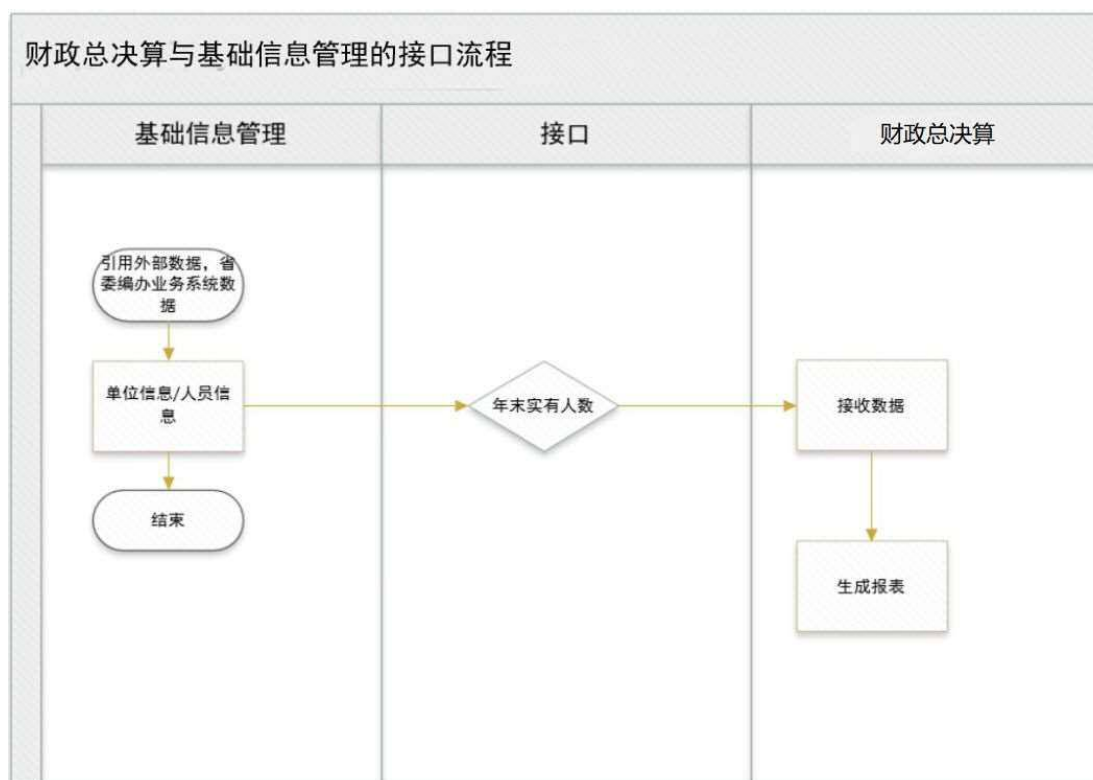 财政总决算与基础信息管理的接口流程
基础信息管理
接口
财政总决算
引用外部数据，省
委编办业务系统数
据
单位信息/人员信
息
年末实有人数
接收数据
结束
生成报表